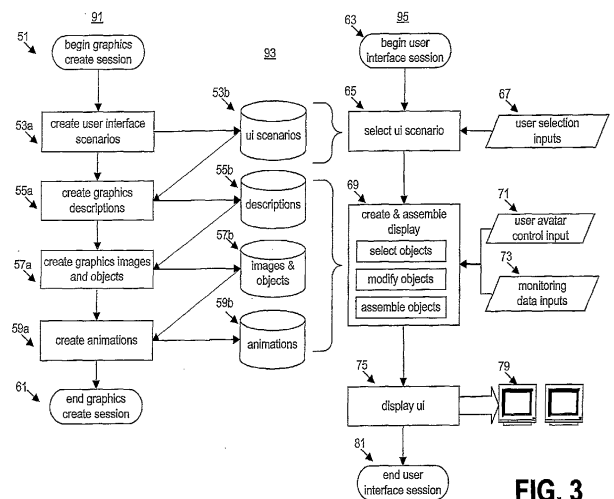 91
51
begin graphics
create session
53a
create user interface
scenarios
55a
create graphics
descriptions
57a
create graphics images
and objects
59a
create animations
61
end graphics
create session
93
53b
ui scenarios
55b
descriptions
57b
images &
objects
59b
animations
95
63
begin user
interface session
65
select ui scenario
67
user selection
inputs
69
create & assemble
display
select objects
modify objects
assemble objects
71
user avatar
control input
73
monitoring
data inputs
75
display ui
79
81
end user
interface session
FIG. 3